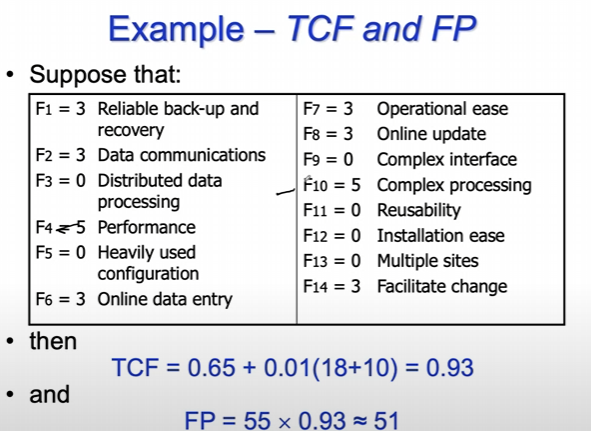 Example – TCF and FP
• Suppose that:
F1 = 3 Reliable back-up and
recovery
F2 = 3 Data communications
F3 = 0 Distributed data
processing
F4 = 5 Performance
F5 = 0 Heavily used
configuration
F6 = 3 Online data entry
F7 = 3 Operational ease
F8 = 3 Online update
F9 = 0 Complex interface
F10 = 5 Complex processing
F11 = 0 Reusability
F12 = 0 Installation ease
F13 = 0 Multiple sites
F14 = 3 Facilitate change
• then
TCF = 0.65 + 0.01(18+10) = 0.93
• and
FP = 55 × 0.93 ≈ 51